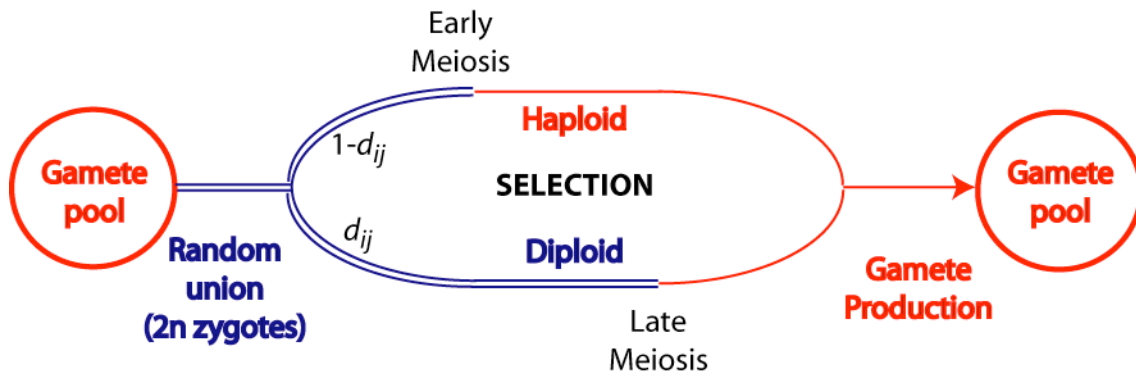 Early
Meiosis
Haploid
1-dij
Gamete
pool
SELECTION
Gamete
pool
dij
Random
union
(2n zygotes)
Diploid
Gamete
Production
Late
Meiosis